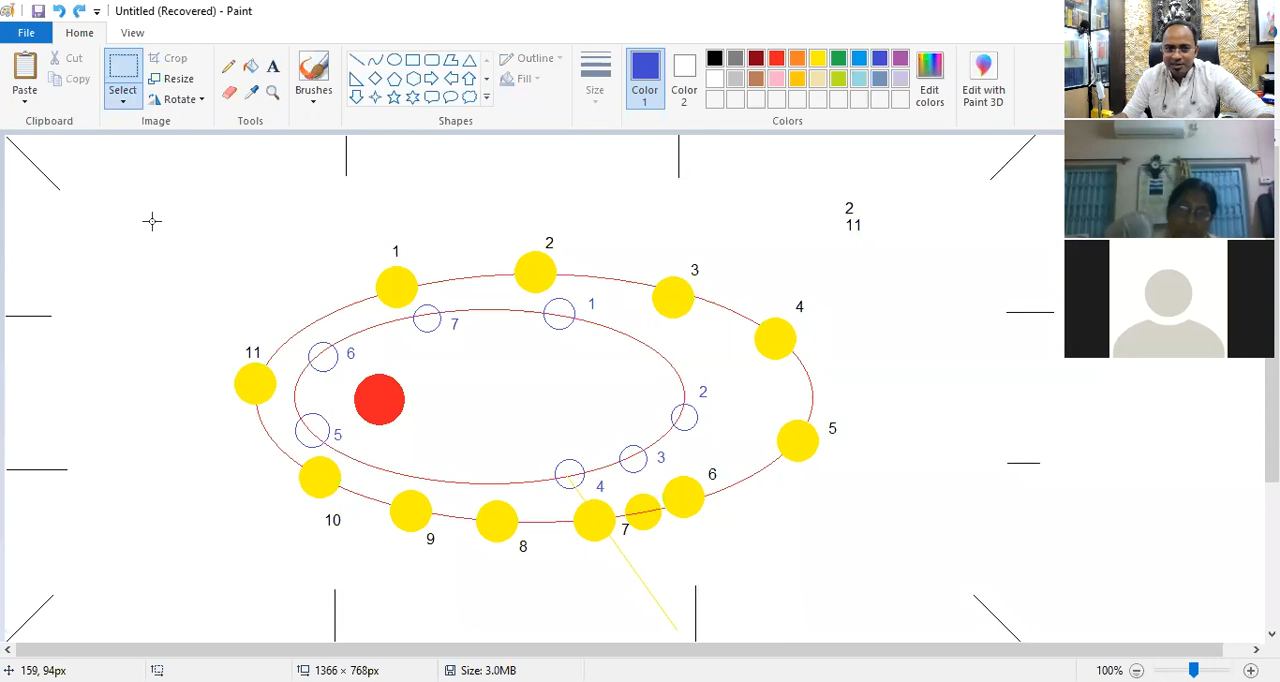 Untitled (Recovered) - Paint
File
Home
View
Paste
Cut
Copy
Clipboard
Select
Crop
Resize
Rotate
Image
A
Tools
Brushes
Shapes
Outline
Fill
Size
Color
1
Color
2
Edit
colors
Edit with
Paint 3D
Colors
2
11
1
2
3
4
5
6
7
8
9
10
11
1
2
3
4
5
6
7
159, 94px
1366 × 768px
Size: 3.0MB
100%